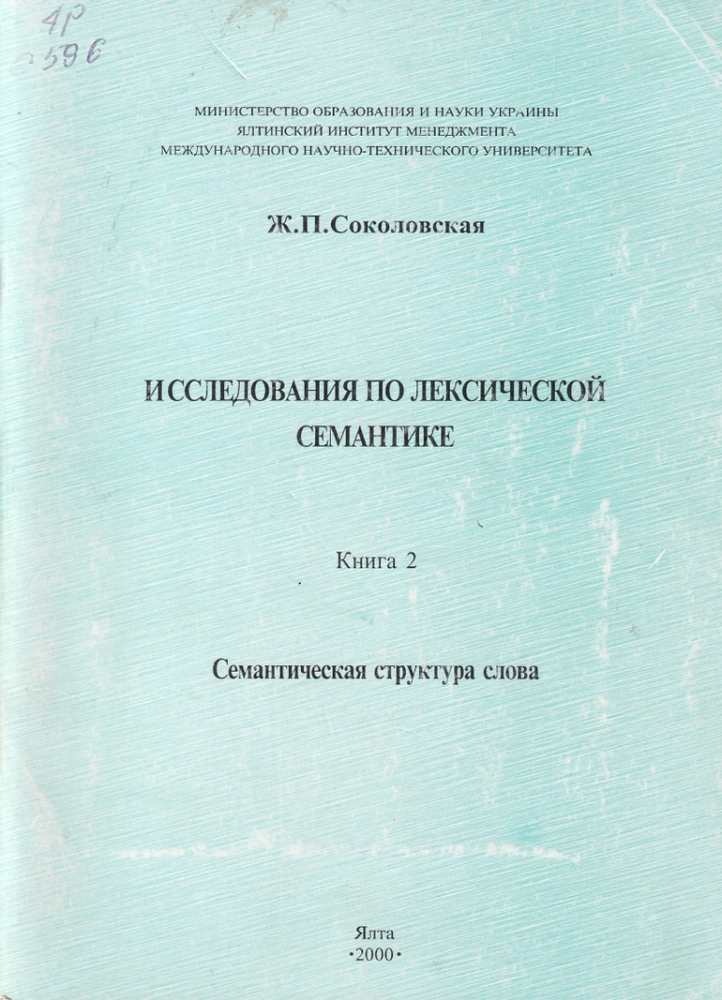 4р
596
МИНИСТЕРСТВО ОБРАЗОВАНИЯ И НАУКИ УКРАИНЫ
ЯЛТИНСКИЙ ИНСТИТУТ МЕНЕДЖМЕНТА
МЕЖДУНАРОДНОГО НАУЧНО-ТЕХНИЧЕСКОГО УНИВЕРСИТЕТА
Ж.П.Соколовская
ИССЛЕДОВАНИЯ ПО ЛЕКСИЧЕСКОЙ
СЕМАНТИКЕ
Книга 2
Семантическая структура слова
Ялта
·2000·